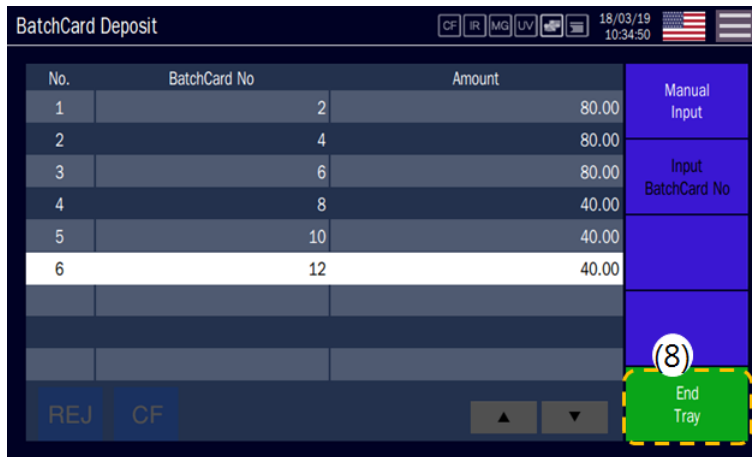 BatchCard Deposit
CF IR MG UV
18/03/19
10:34:50
No. BatchCard No Amount
1 2 80.00
2 4 80.00
3 6 80.00
4 8 40.00
5 10 40.00
6 12 40.00
Manual
Input
Input
BatchCard No
(8)
End
Tray
REJ CF ▲ ▼